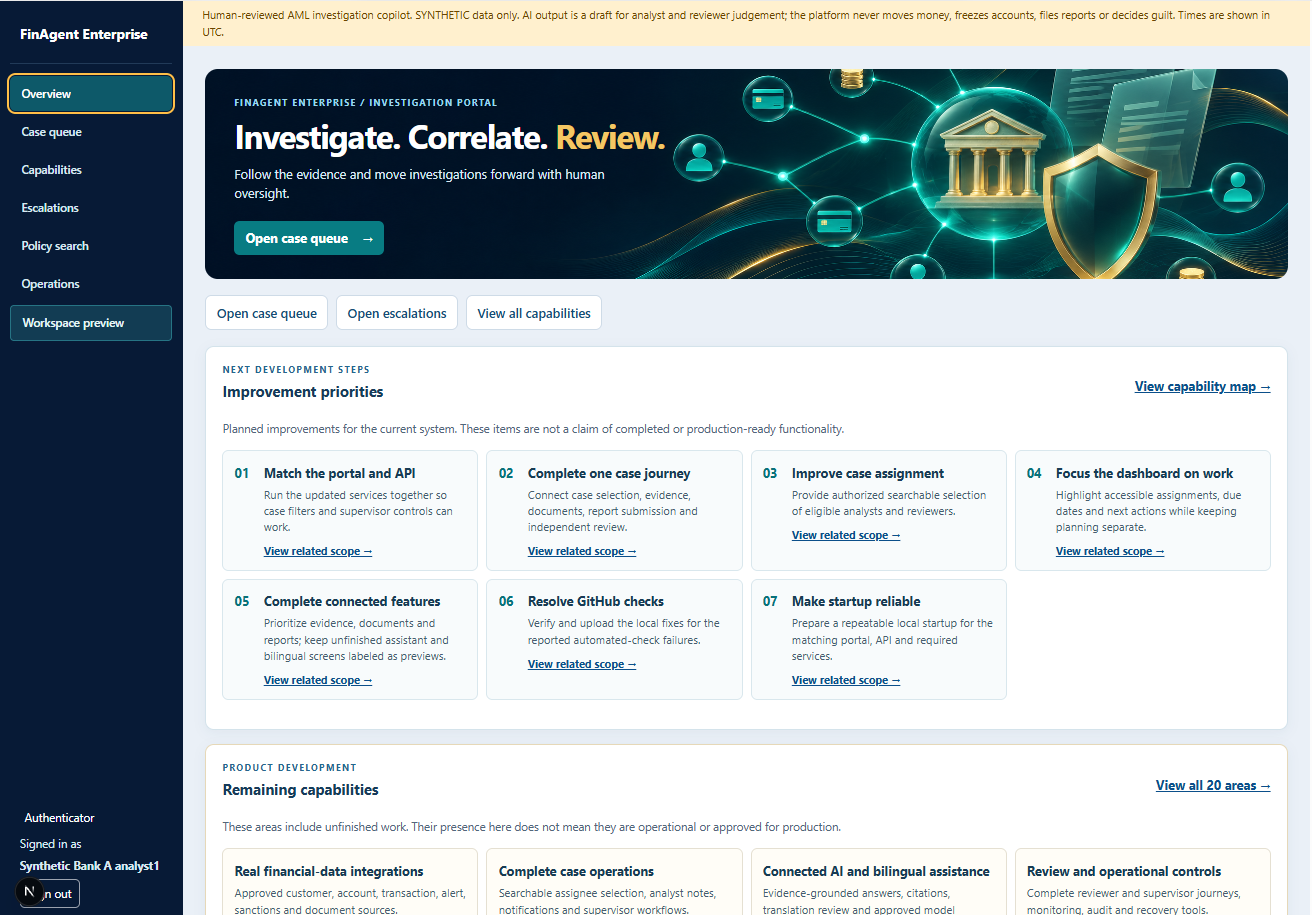 FinAgent Enterprise
Overview
Case queue
Capabilities
Escalations
Policy search
Operations
Workspace preview
Authenticator
Signed in as
Synthetic Bank A analyst1
N
n out
Human-reviewed AML investigation copilot. SYNTHETIC data only. AI output is a draft for analyst and reviewer judgement; the platform never moves money, freezes accounts, files reports or decides guilt. Times are shown in
UTC.
FINAGENT ENTERPRISE / INVESTIGATION PORTAL
Investigate. Correlate. Review.
Follow the evidence and move investigations forward with human
oversight.
Open case queue →
Open case queue
Open escalations
View all capabilities
NEXT DEVELOPMENT STEPS
Improvement priorities
View capability map →
Planned improvements for the current system. These items are not a claim of completed or production-ready functionality.
01 Match the portal and API
Run the updated services together so
case filters and supervisor controls can
work.
View related scope →
02 Complete one case journey
Connect case selection, evidence,
documents, report submission and
independent review.
View related scope →
03 Improve case assignment
Provide authorized searchable selection
of eligible analysts and reviewers.
View related scope →
04 Focus the dashboard on work
Highlight accessible assignments, due
dates and next actions while keeping
planning separate.
View related scope →
05 Complete connected features
Prioritize evidence, documents and
reports; keep unfinished assistant and
bilingual screens labeled as previews.
View related scope →
06 Resolve GitHub checks
Verify and upload the local fixes for the
reported automated-check failures.
View related scope →
07 Make startup reliable
Prepare a repeatable local startup for the
matching portal, API and required
services.
View related scope →
PRODUCT DEVELOPMENT
Remaining capabilities
View all 20 areas →
These areas include unfinished work. Their presence here does not mean they are operational or approved for production.
Real financial-data integrations
Approved customer, account, transaction, alert,
sanctions and document sources.
Complete case operations
Searchable assignee selection, analyst notes,
notifications and supervisor workflows.
Connected AI and bilingual assistance
Evidence-grounded answers, citations,
translation review and approved model
Review and operational controls
Complete reviewer and supervisor journeys,
monitoring, audit and recovery tools.